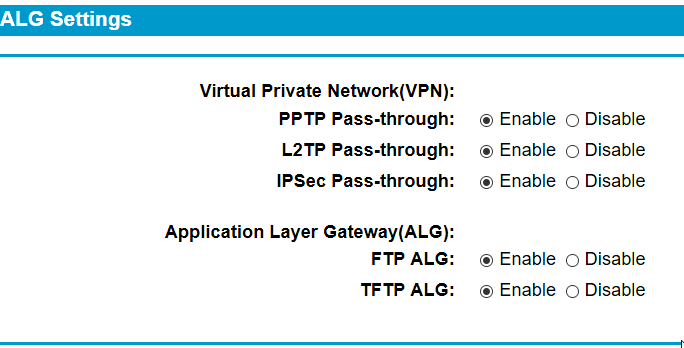 ALG Settings
Virtual Private Network(VPN):
PPTP Pass-through: Enable Disable
L2TP Pass-through: Enable Disable
IPSec Pass-through: Enable Disable
Application Layer Gateway(ALG):
FTP ALG: Enable Disable
TFTP ALG: Enable Disable